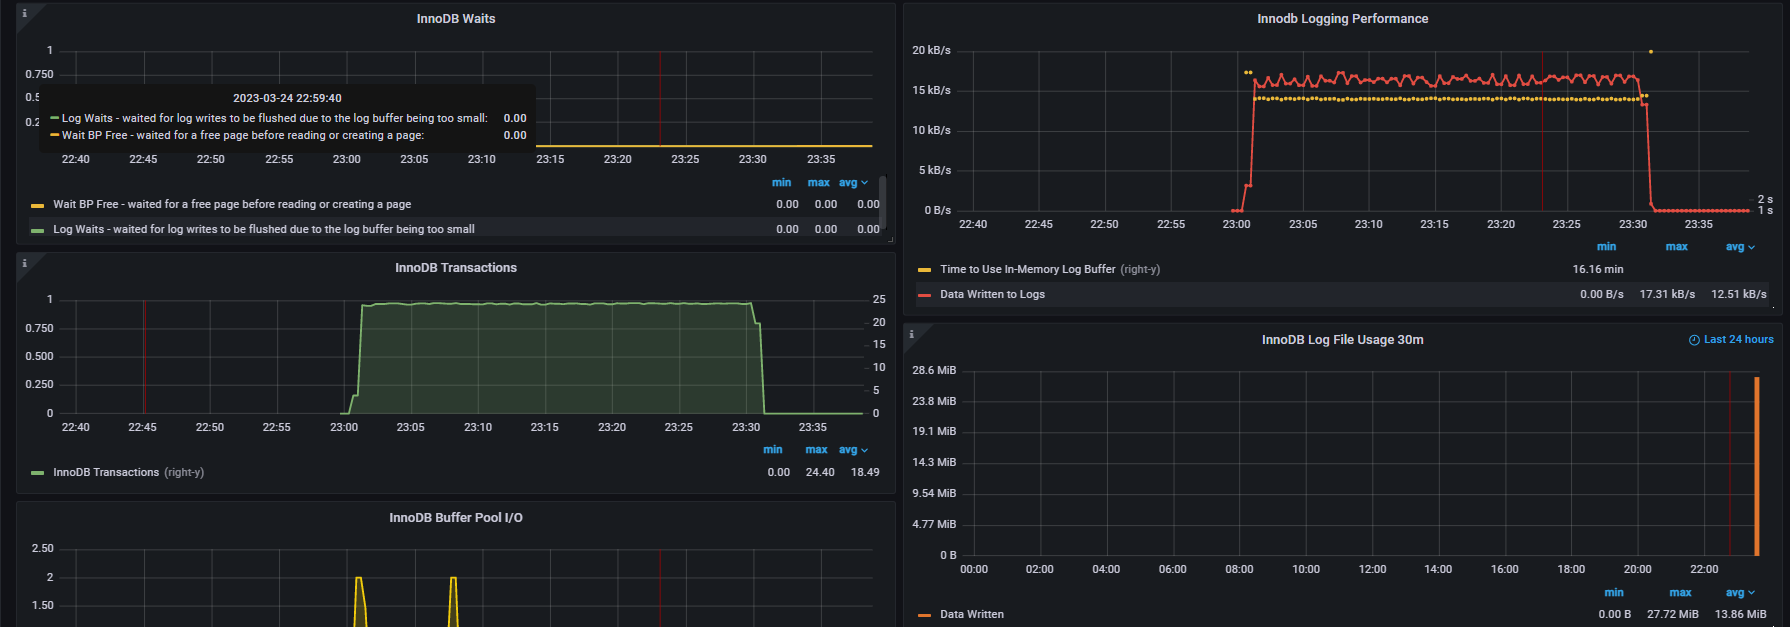 InnoDB Waits
1
0.750
0.5
0.2
2023-03-24 22:59:40
Log Waits - waited for log writes to be flushed due to the log buffer being too small: 0.00
Wait BP Free - waited for a free page before reading or creating a page: 0.00
22:40 22:45 22:50 22:55 23:00 23:05 23:10 23:15 23:20 23:25 23:30 23:35
min max avg
Wait BP Free - waited for a free page before reading or creating a page 0.00 0.00 0.00
Log Waits - waited for log writes to be flushed due to the log buffer being too small 0.00 0.00 0.00
InnoDB Transactions
1 25
0.750 20
0.500 15
0.250 10
0 5
0
22:40 22:45 22:50 22:55 23:00 23:05 23:10 23:15 23:20 23:25 23:30 23:35
min max avg
InnoDB Transactions (right-y) 0.00 24.40 18.49
InnoDB Buffer Pool I/O
2.50
2
1.50
Innodb Logging Performance
20 kB/s
15 kB/s
10 kB/s
5 kB/s
0 B/s
2 s
1 s
22:40 22:45 22:50 22:55 23:00 23:05 23:10 23:15 23:20 23:25 23:30 23:35
min max avg
Time to Use In-Memory Log Buffer (right-y) 16.16 min
Data Written to Logs 0.00 B/s 17.31 kB/s 12.51 kB/s
InnoDB Log File Usage 30m
Last 24 hours
28.6 MiB
23.8 MiB
19.1 MiB
14.3 MiB
9.54 MiB
4.77 MiB
0 B
00:00 02:00 04:00 06:00 08:00 10:00 12:00 14:00 16:00 18:00 20:00 22:00
min max avg
Data Written 0.00 B 27.72 MiB 13.86 MiB